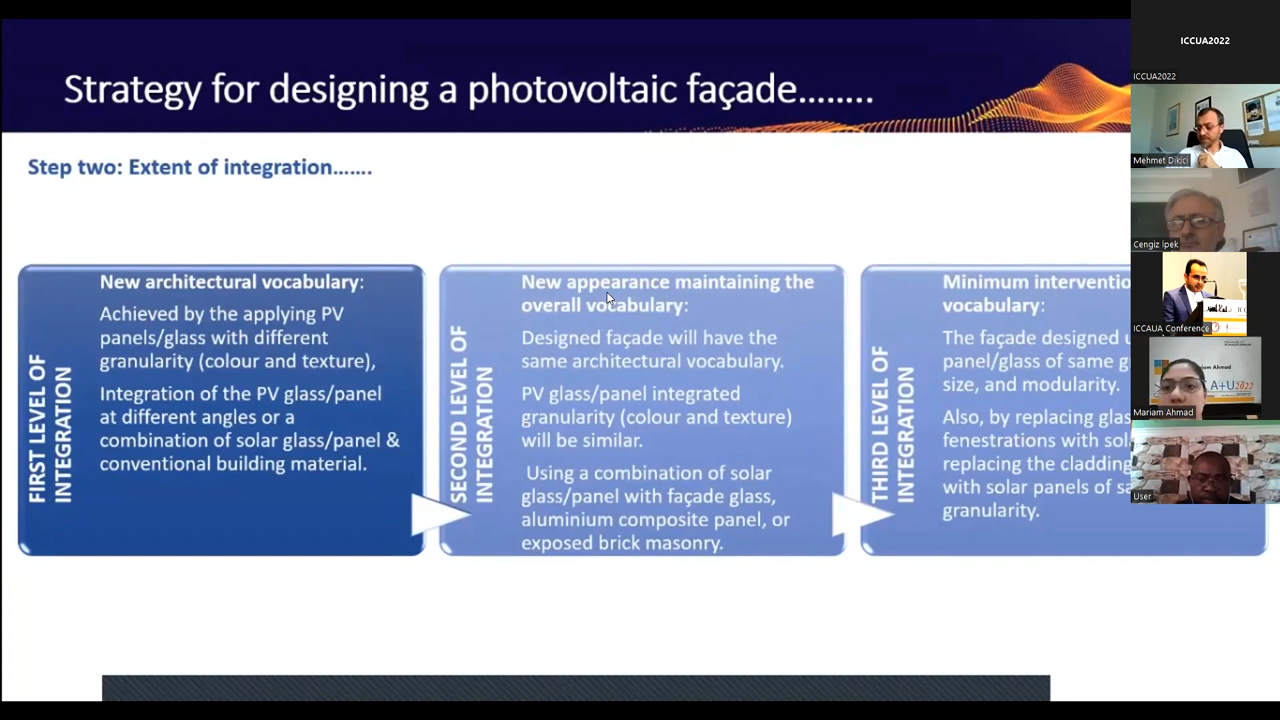 Strategy for designing a photovoltaic façade……..
Step two: Extent of integration…….
FIRST LEVEL OF
INTEGRATION
New architectural vocabulary:
Achieved by the applying PV
panels/glass with different
granularity (colour and texture),
Integration of the PV glass/panel
at different angles or a
combination of solar glass/panel &
conventional building material.
SECOND LEVEL OF
INTEGRATION
New appearance maintaining the
overall vocabulary:
Designed façade will have the
same architectural vocabulary.
PV glass/panel integrated
granularity (colour and texture)
will be similar.
Using a combination of solar
glass/panel with façade glass,
aluminium composite panel, or
exposed brick masonry.
THIRD LEVEL OF
INTEGRATION
Minimum
vocabulary:
The façade designed
panel/glass of same
size, and modularity.
Also, by replacing
fenestrations with
replacing the cladding
with solar panels of
granularity.
ICCUA2022
ICCUA2022
Mehmet Dikici
Cengiz İpek
ICCAUA Conference
Ahmad
A+U2022
Mariam Ahmad
User